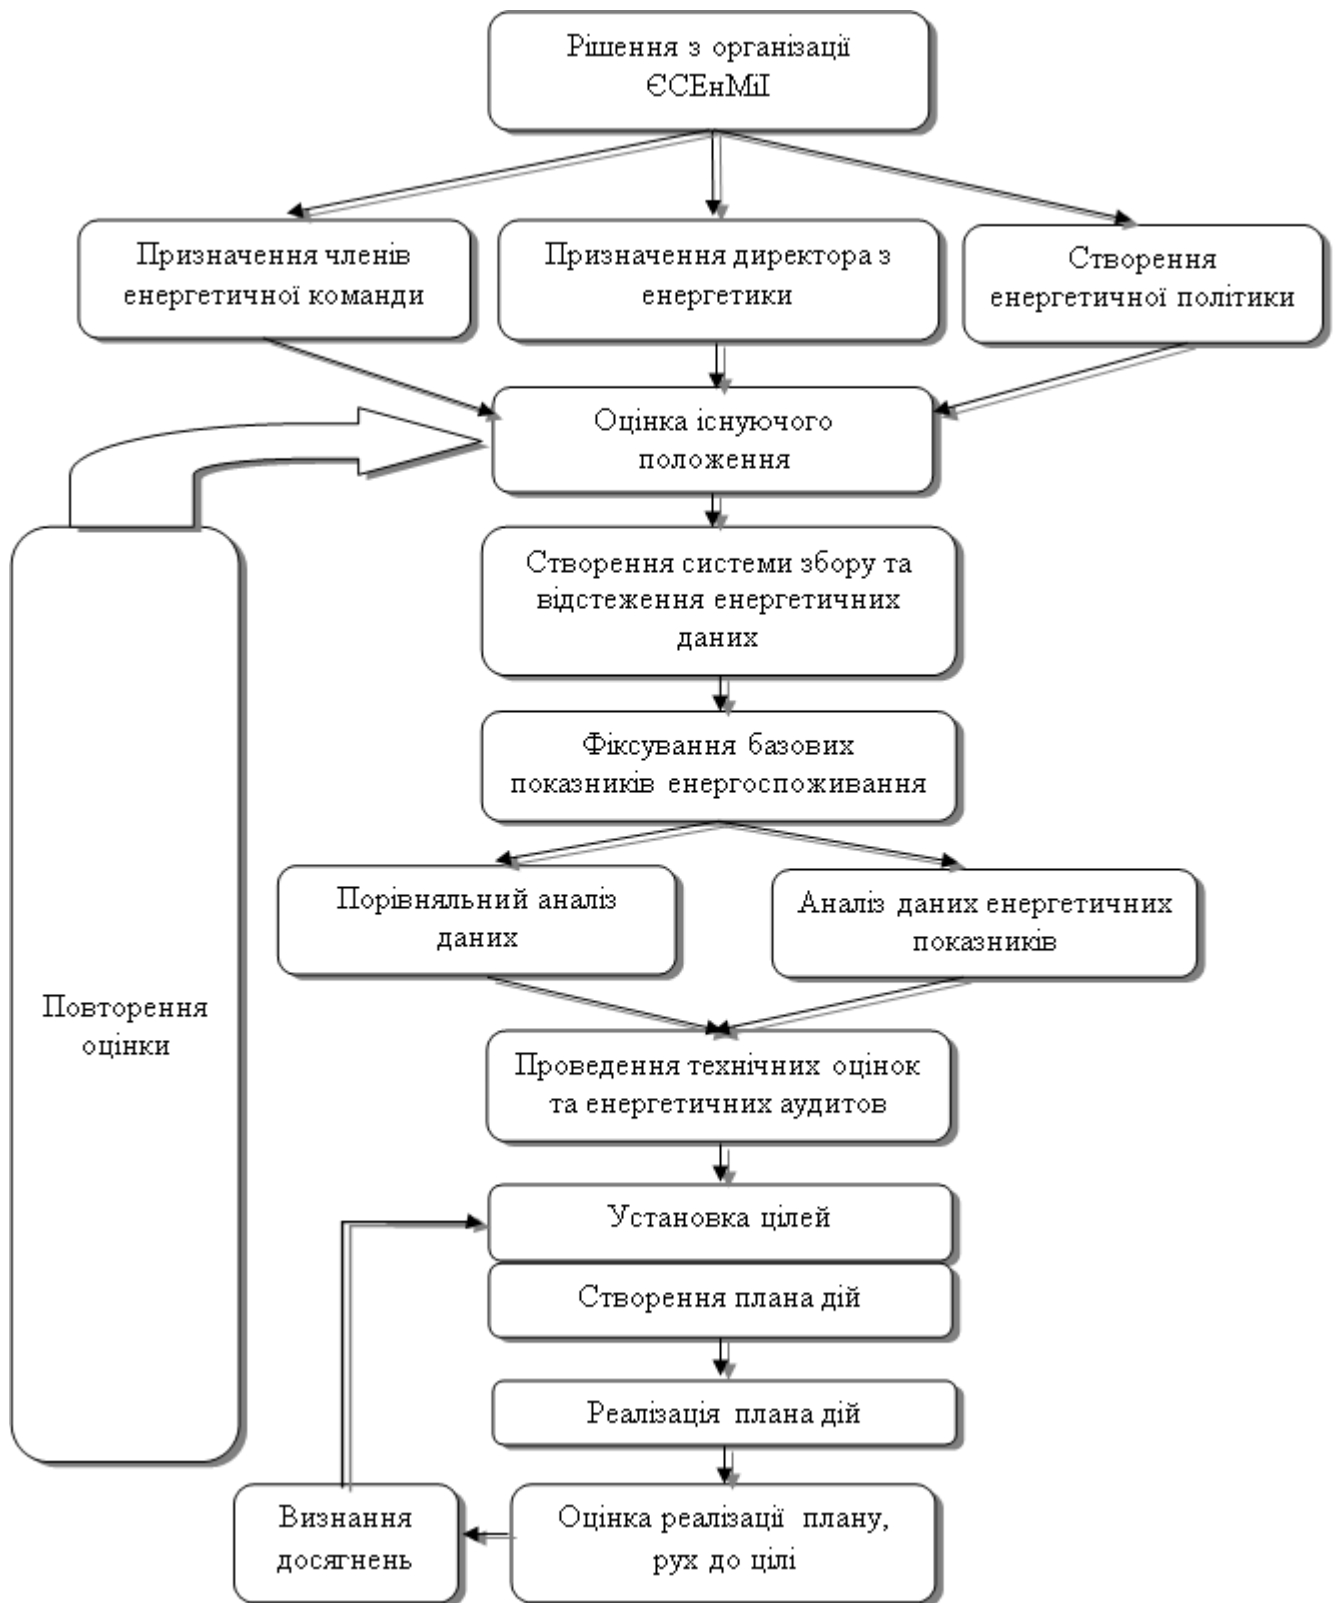 Рішення з організації
ЄСЕнМіІ
Призначення членів
енергетичної команди
Призначення директора з
енергетики
Створення
енергетичної політики
Оцінка існуючого
положення
Створення системи збору та
відстеження енергетичних
даних
Фіксування базових
показників енергоспоживання
Порівняльний аналіз
даних
Аналіз даних енергетичних
показників
Повторення
оцінки
Проведення технічних оцінок
та енергетичних аудитов
Установка цілей
Створення плана дій
Реалізація плана дій
Визнання
досягнень
Оцінка реалізації плану,
рух до цілі